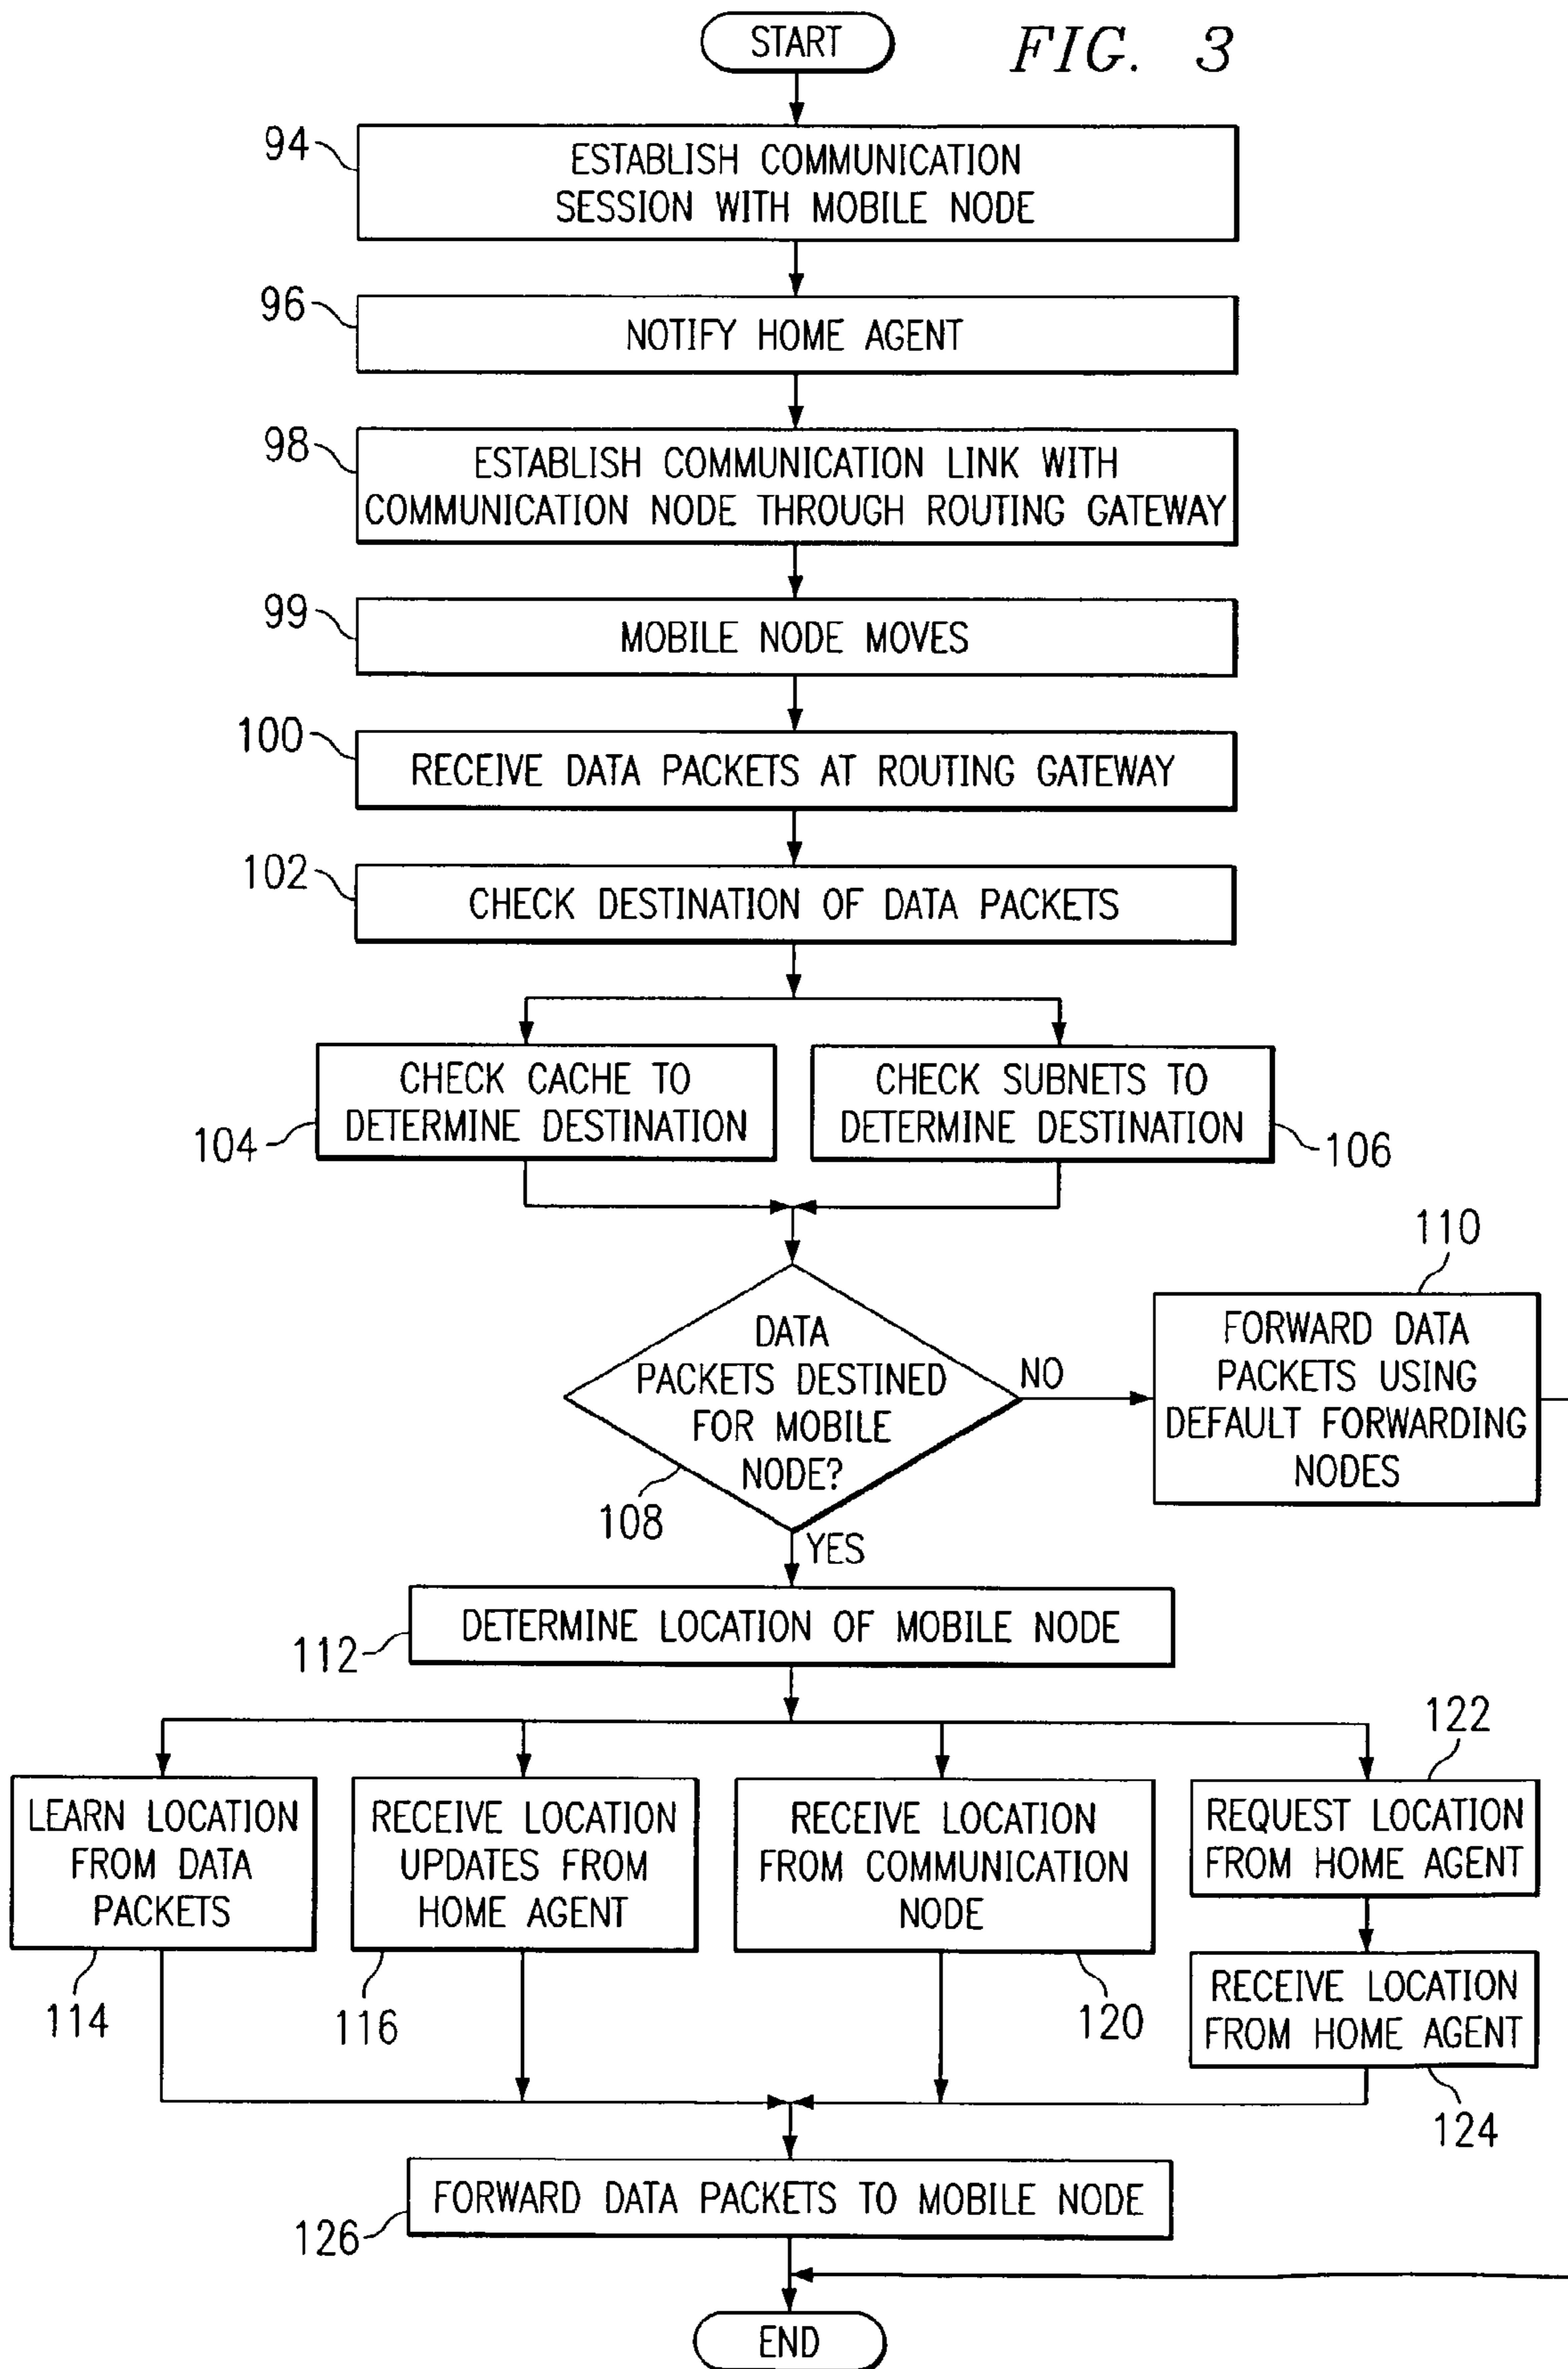 START
FIG. 3
94
ESTABLISH COMMUNICATION
SESSION WITH MOBILE NODE
96
NOTIFY HOME AGENT
98
ESTABLISH COMMUNICATION LINK WITH
COMMUNICATION NODE THROUGH ROUTING GATEWAY
99
MOBILE NODE MOVES
100
RECEIVE DATA PACKETS AT ROUTING GATEWAY
102
CHECK DESTINATION OF DATA PACKETS
CHECK CACHE TO
DETERMINE DESTINATION
104
CHECK SUBNETS TO
DETERMINE DESTINATION
106
DATA
PACKETS DESTINED
FOR MOBILE
NODE?
108
NO
110
FORWARD DATA
PACKETS USING
DEFAULT FORWARDING
NODES
YES
DETERMINE LOCATION OF MOBILE NODE
112
LEARN LOCATION
FROM DATA
PACKETS
114
RECEIVE LOCATION
UPDATES FROM
HOME AGENT
116
RECEIVE LOCATION
FROM COMMUNICATION
NODE
120
122
REQUEST LOCATION
FROM HOME AGENT
RECEIVE LOCATION
FROM HOME AGENT
124
FORWARD DATA PACKETS TO MOBILE NODE
126
END